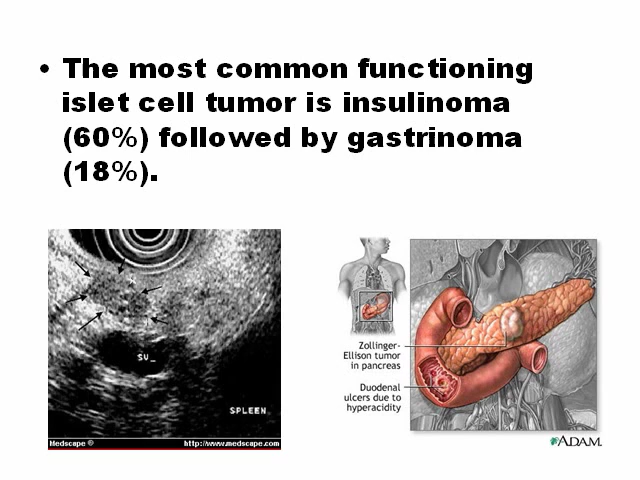 • The most common functioning
islet cell tumor is insulinoma
(60%) followed by gastrinoma
(18%).
SV
SPLEEN
Medscape ® http://www.medscape.com
Zollinger-
Ellison tumor
in pancreas
Duodenal
ulcers due to
hyperacidity
ADAM.